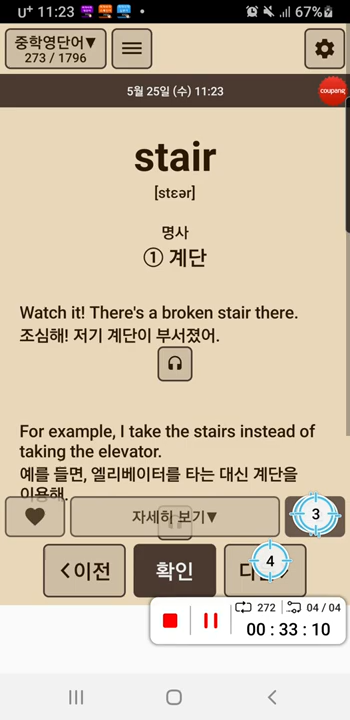 U+ 11:23 67%
중학영단어▼
273 / 1796
5월 25일 (수) 11:23
coupang
stair
[stɛər]
명사
① 계단
Watch it! There's a broken stair there.
조심해! 저기 계단이 부서졌어.
For example, I take the stairs instead of
taking the elevator.
예를 들면, 엘리베이터를 타는 대신 계단을
이용해.
자세히 보기▼
3
<이전
확인
4
272
04 / 04
00 : 33 : 10